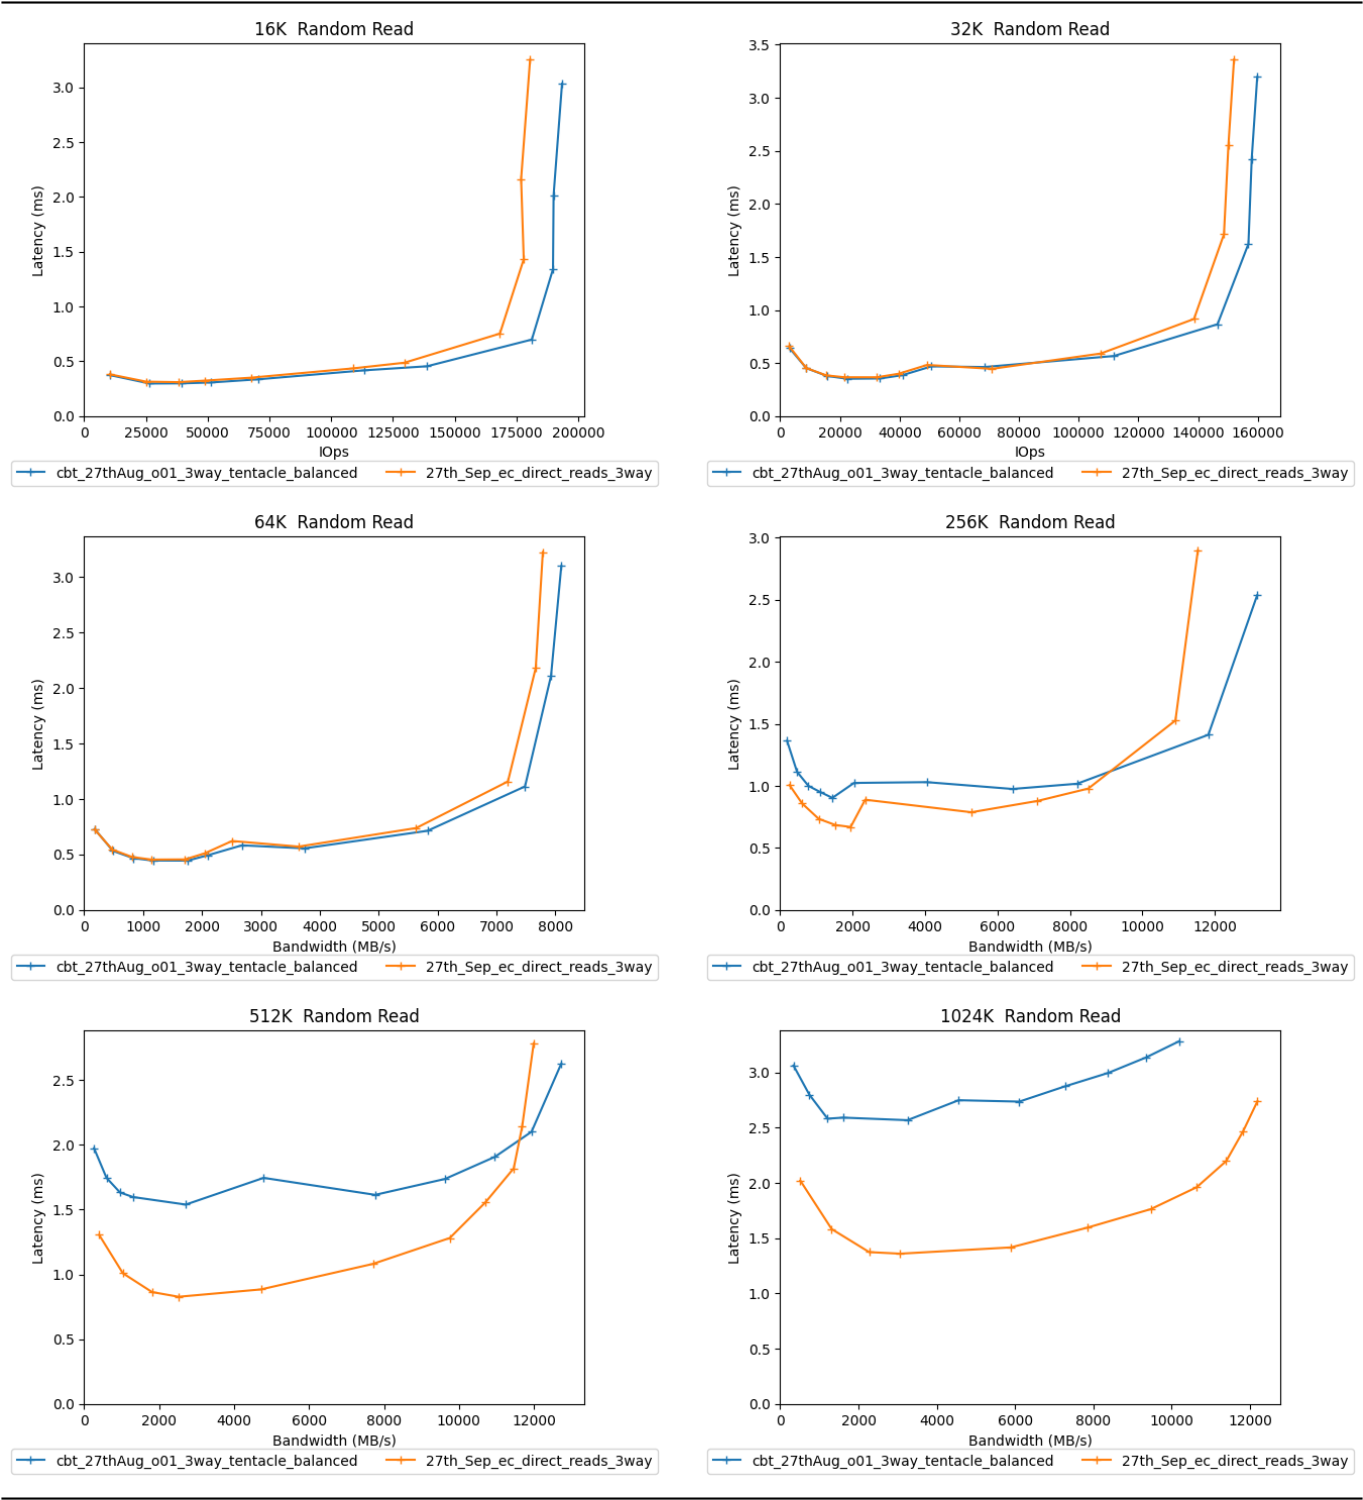 16K  Random Read
Latency (ms)
3.0
2.5
2.0
1.5
1.0
0.5
0.0
0 25000 50000 75000 100000 125000 150000 175000 200000
IOps
cbt_27thAug_o01_3way_tentacle_balanced 27th_Sep_ec_direct_reads_3way
32K  Random Read
Latency (ms)
3.5
3.0
2.5
2.0
1.5
1.0
0.5
0.0
0 20000 40000 60000 80000 100000 120000 140000 160000
IOps
cbt_27thAug_o01_3way_tentacle_balanced 27th_Sep_ec_direct_reads_3way
64K  Random Read
Latency (ms)
3.0
2.5
2.0
1.5
1.0
0.5
0.0
0 1000 2000 3000 4000 5000 6000 7000 8000
Bandwidth (MB/s)
cbt_27thAug_o01_3way_tentacle_balanced 27th_Sep_ec_direct_reads_3way
256K  Random Read
Latency (ms)
3.0
2.5
2.0
1.5
1.0
0.5
0.0
0 2000 4000 6000 8000 10000 12000
Bandwidth (MB/s)
cbt_27thAug_o01_3way_tentacle_balanced 27th_Sep_ec_direct_reads_3way
512K  Random Read
Latency (ms)
2.5
2.0
1.5
1.0
0.5
0.0
0 2000 4000 6000 8000 10000 12000
Bandwidth (MB/s)
cbt_27thAug_o01_3way_tentacle_balanced 27th_Sep_ec_direct_reads_3way
1024K  Random Read
Latency (ms)
3.0
2.5
2.0
1.5
1.0
0.5
0.0
0 2000 4000 6000 8000 10000 12000
Bandwidth (MB/s)
cbt_27thAug_o01_3way_tentacle_balanced 27th_Sep_ec_direct_reads_3way